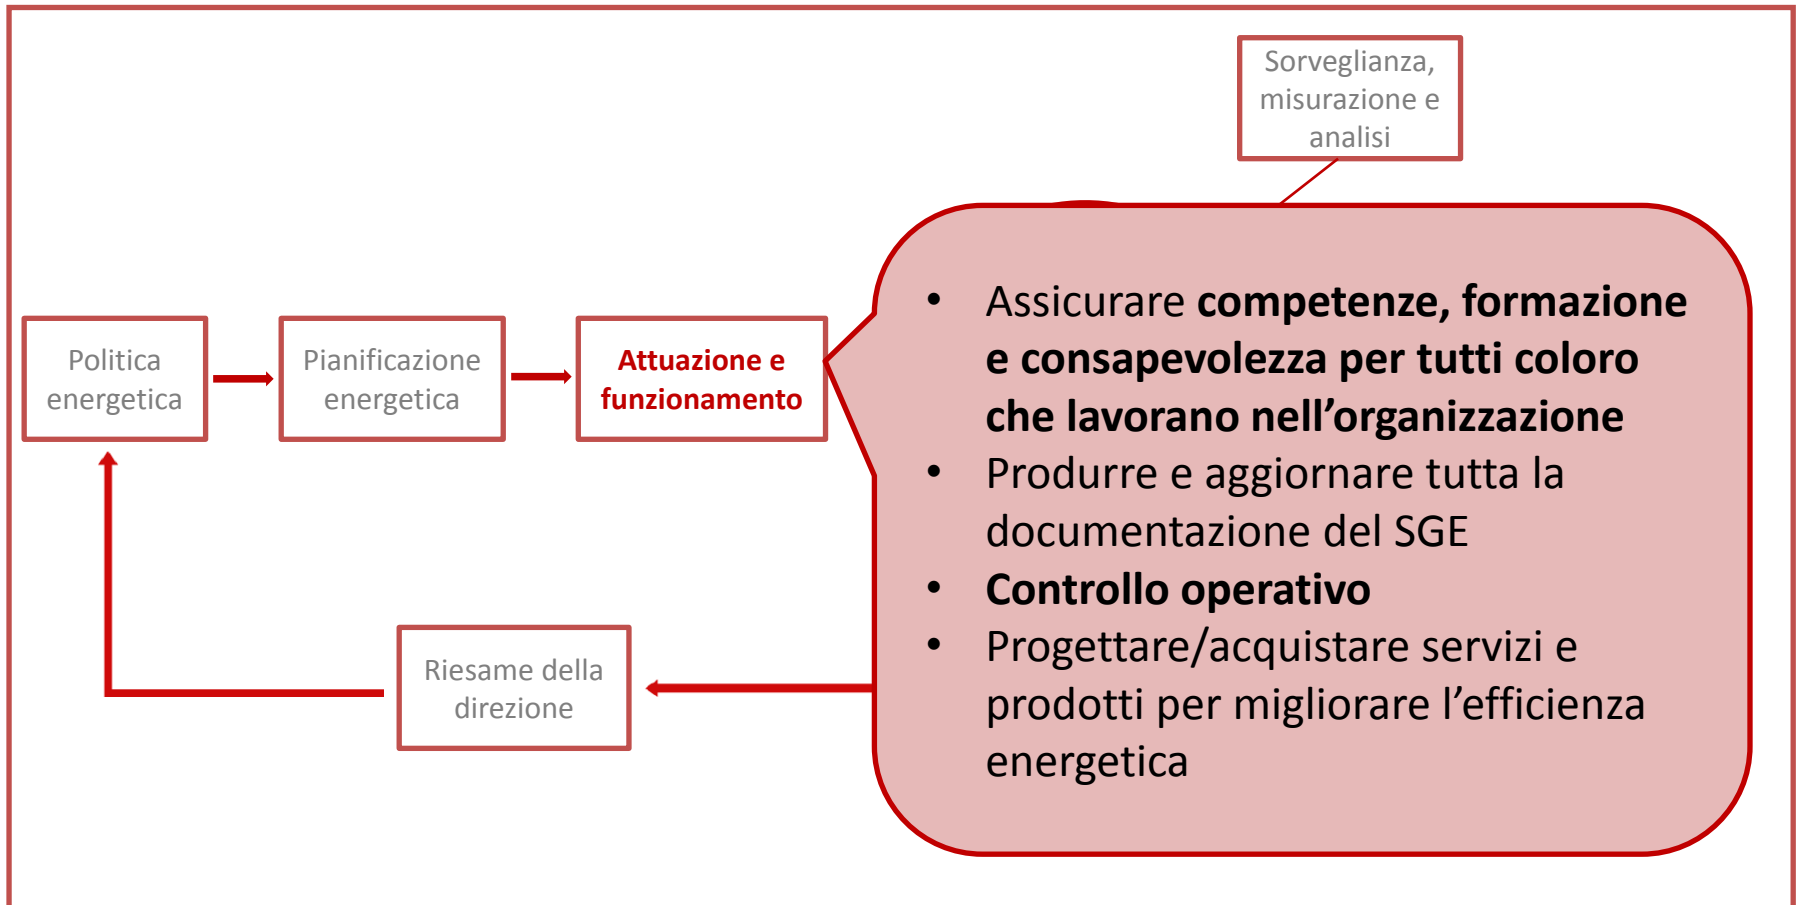 Sorveglianza,
misurazione e
analisi
Politica
energetica
Pianificazione
energetica
Attuazione e
funzionamento
• Assicurare competenze, formazione
e consapevolezza per tutti coloro
che lavorano nell’organizzazione
• Produrre e aggiornare tutta la
documentazione del SGE
• Controllo operativo
• Progettare/acquistare servizi e
prodotti per migliorare l’efficienza
energetica
Riesame della
direzione